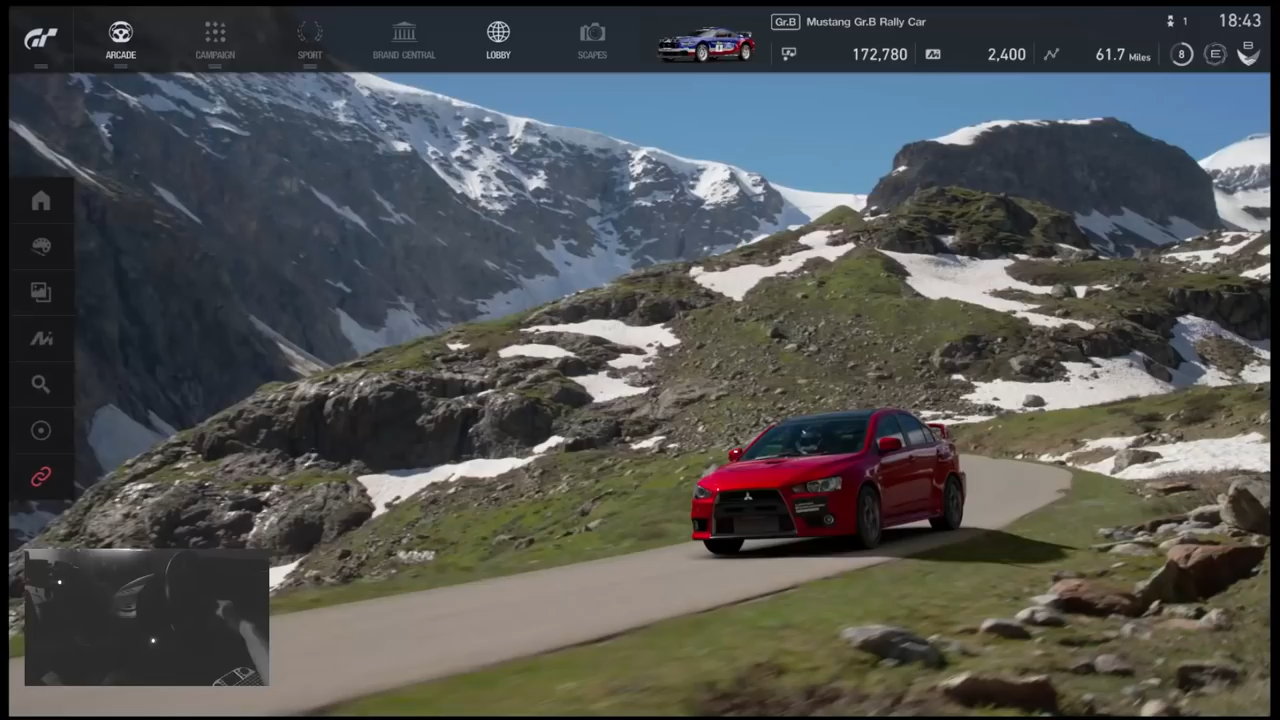 GT
ARCADE
CAMPAIGN
SPORT
BRAND CENTRAL
LOBBY
SCAPES
Gr.B Mustang Gr.B Rally Car
1 18:43
172,780 2,400 61.7 Miles 8 E B